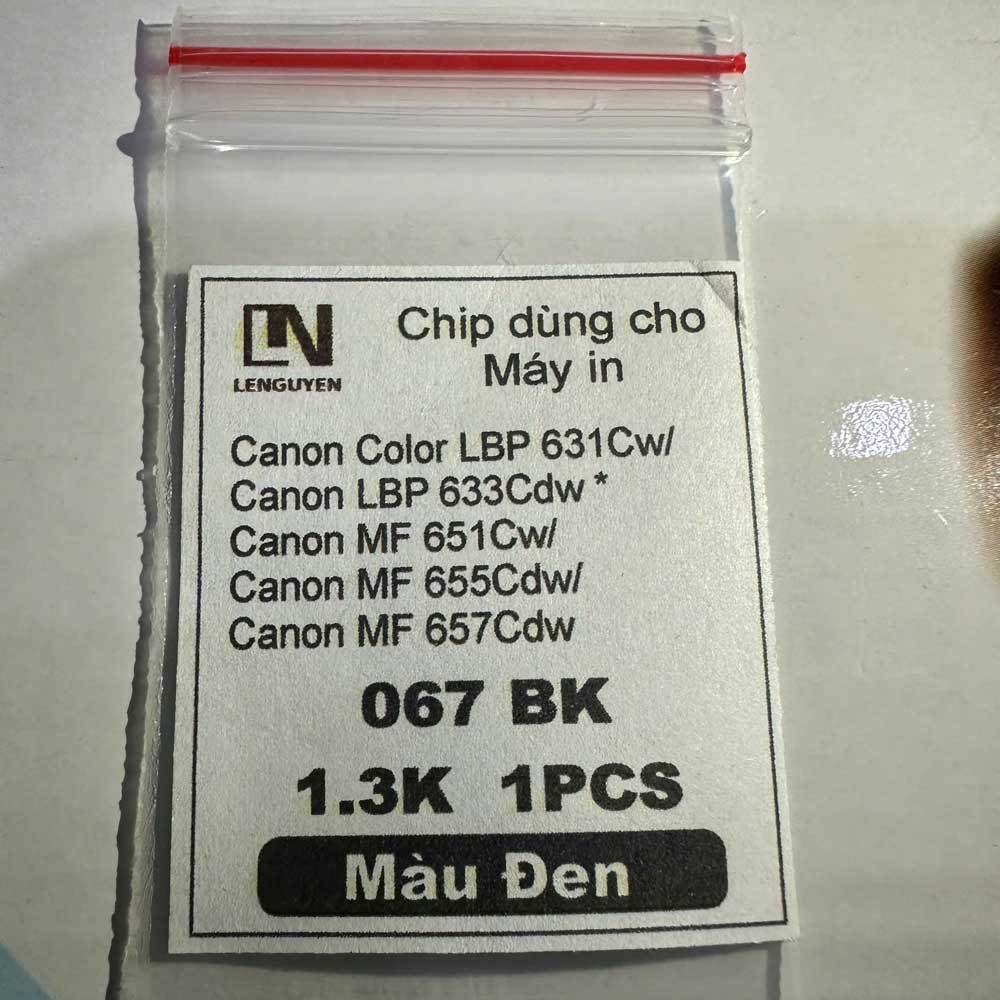 LN
LENGUYEN
Chip dùng cho
Máy in
Canon Color LBP 631Cw/
Canon LBP 633Cdw *
Canon MF 651Cw/
Canon MF 655Cdw/
Canon MF 657Cdw
067 BK
1.3K 1PCS
Màu Đen